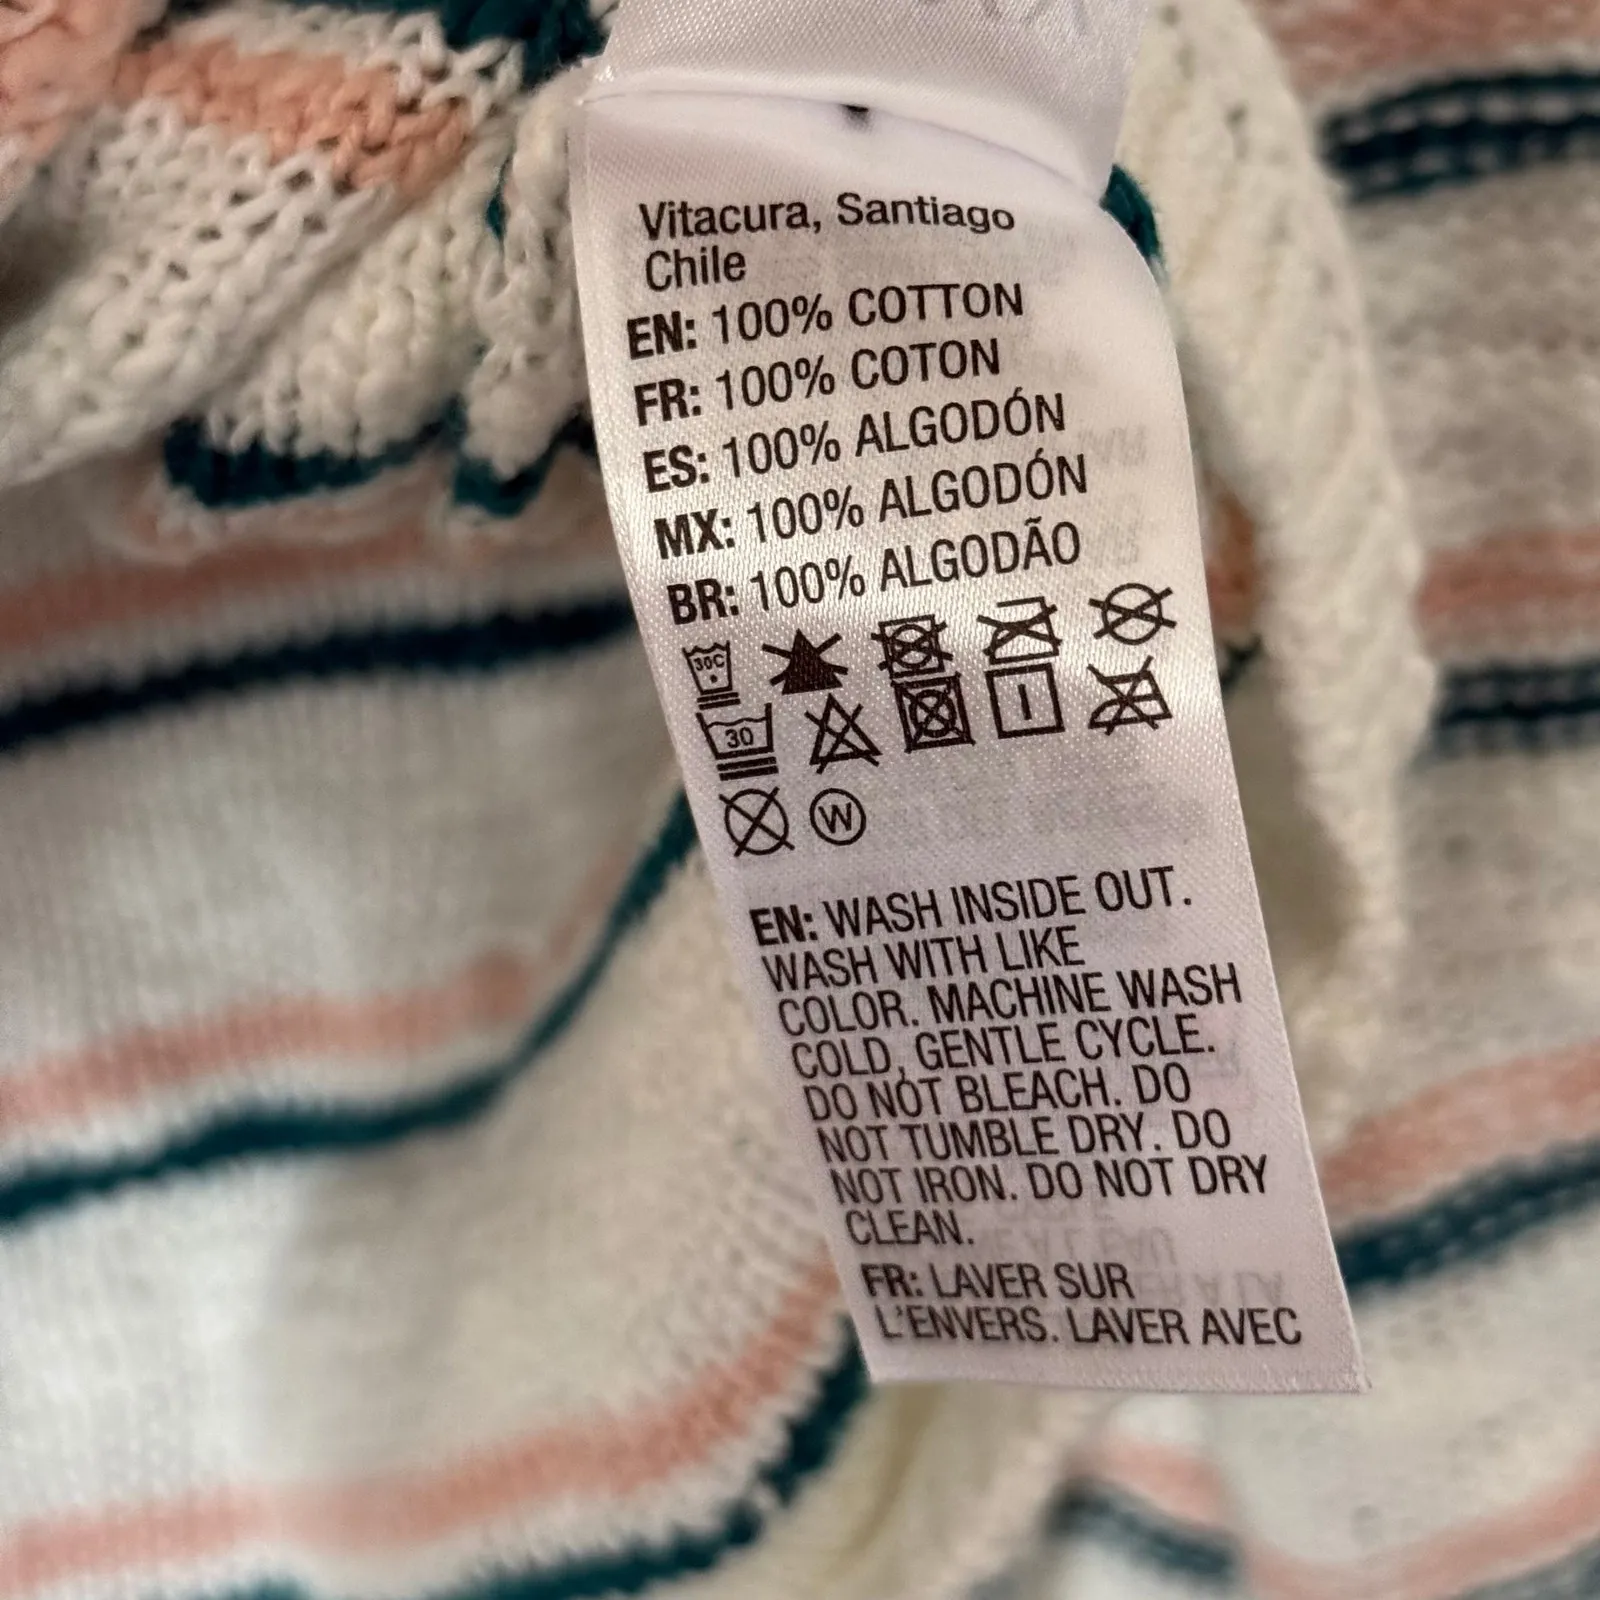 Vitacura, Santiago
Chile
EN: 100% COTTON
FR: 100% COTON
ES: 100% ALGODÓN
MX: 100% ALGODÓN
BR: 100% ALGODÃO
30C
30
W
EN: WASH INSIDE OUT.
WASH WITH LIKE
COLOR. MACHINE WASH
COLD, GENTLE CYCLE.
DO NOT BLEACH. DO
NOT TUMBLE DRY. DO
NOT IRON. DO NOT DRY
CLEAN.
FR: LAVER SUR
L'ENVERS. LAVER AVEC